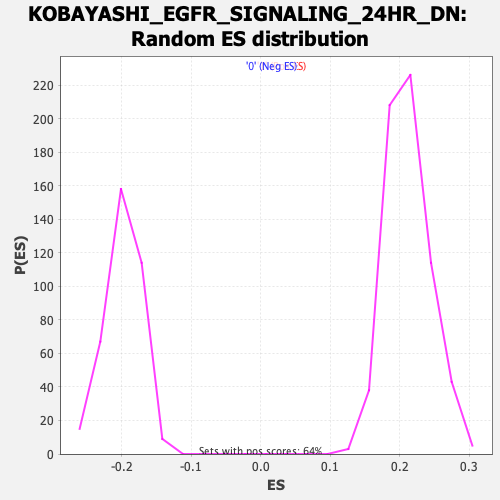 KOBAYASHI_EGFR_SIGNALING_24HR_DN:
Random ES distribution
'0' (Neg ES)
P(ES)
220
200
180
160
140
120
100
80
60
40
20
0
Sets with pos scores: 64%
-0.2 -0.1 0.0 0.1 0.2 0.3
ES